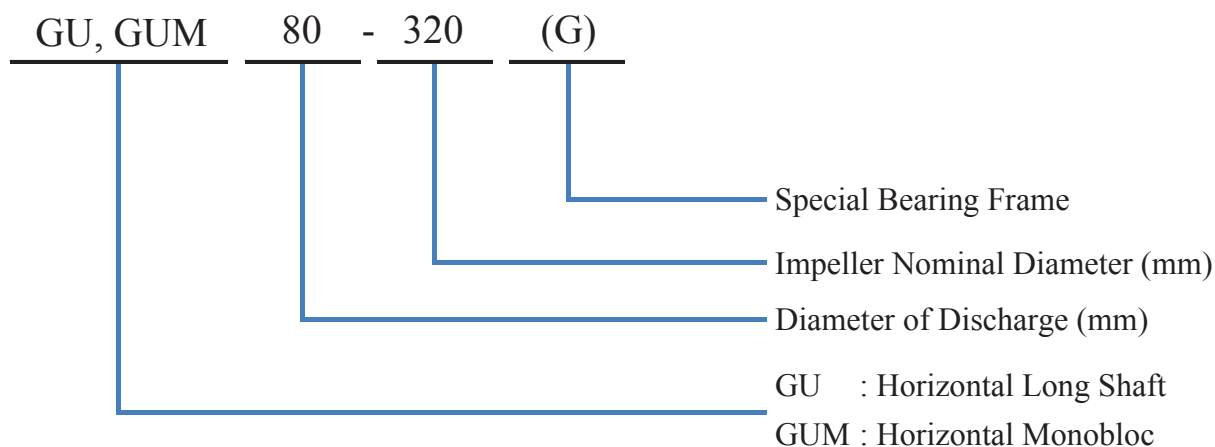 GU, GUM 80 - 320 (G)
Special Bearing Frame
Impeller Nominal Diameter (mm)
Diameter of Discharge (mm)
GU : Horizontal Long Shaft
GUM : Horizontal Monobloc